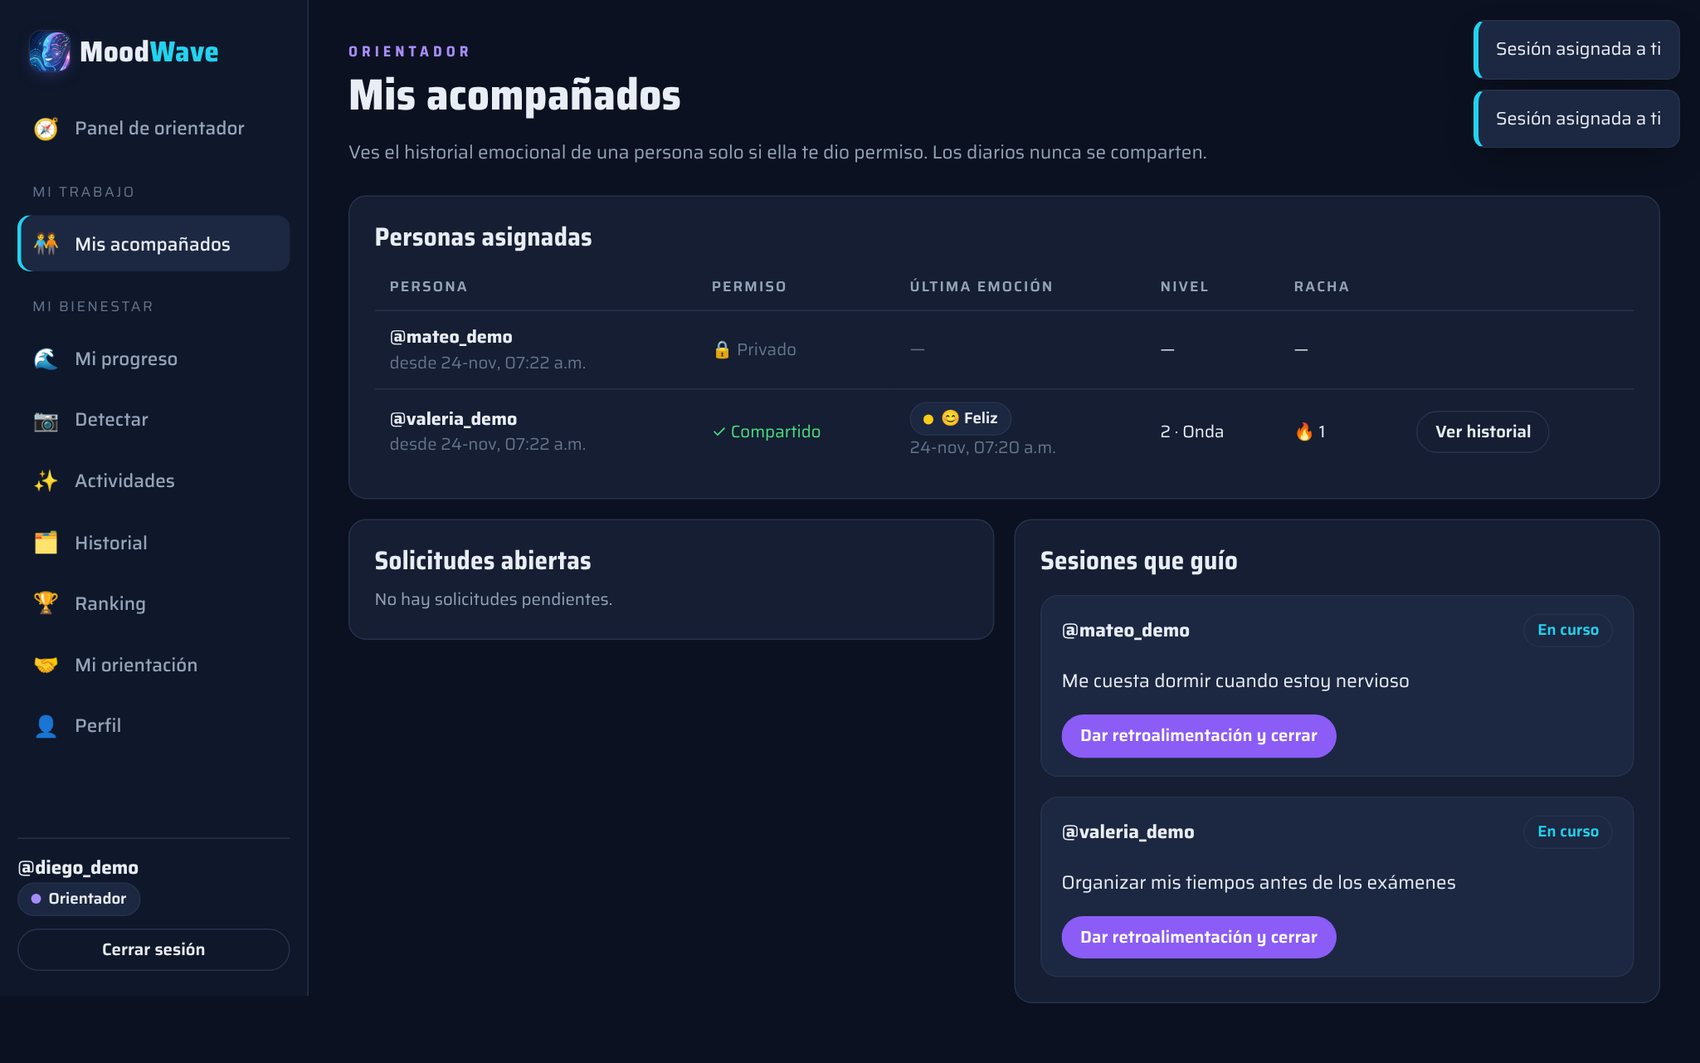 MoodWave
Panel de orientador
MI TRABAJO
Mis acompañados
MI BIENESTAR
Mi progreso
Detectar
Actividades
Historial
Ranking
Mi orientación
Perfil
@diego_demo
Orientador
Cerrar sesión
ORIENTADOR
Mis acompañados
Ves el historial emocional de una persona solo si ella te dio permiso. Los diarios nunca se comparten.
Sesión asignada a ti
Sesión asignada a ti
Personas asignadas
PERSONA PERMISO ÚLTIMA EMOCIÓN NIVEL RACHA
@mateo_demo
desde 24-nov, 07:22 a.m.
🔒 Privado — — —
@valeria_demo
desde 24-nov, 07:22 a.m.
✓ Compartido
😊 Feliz
24-nov, 07:20 a.m.
2 · Onda
🔥 1
Ver historial
Solicitudes abiertas
No hay solicitudes pendientes.
Sesiones que guío
@mateo_demo En curso
Me cuesta dormir cuando estoy nervioso
Dar retroalimentación y cerrar
@valeria_demo En curso
Organizar mis tiempos antes de los exámenes
Dar retroalimentación y cerrar